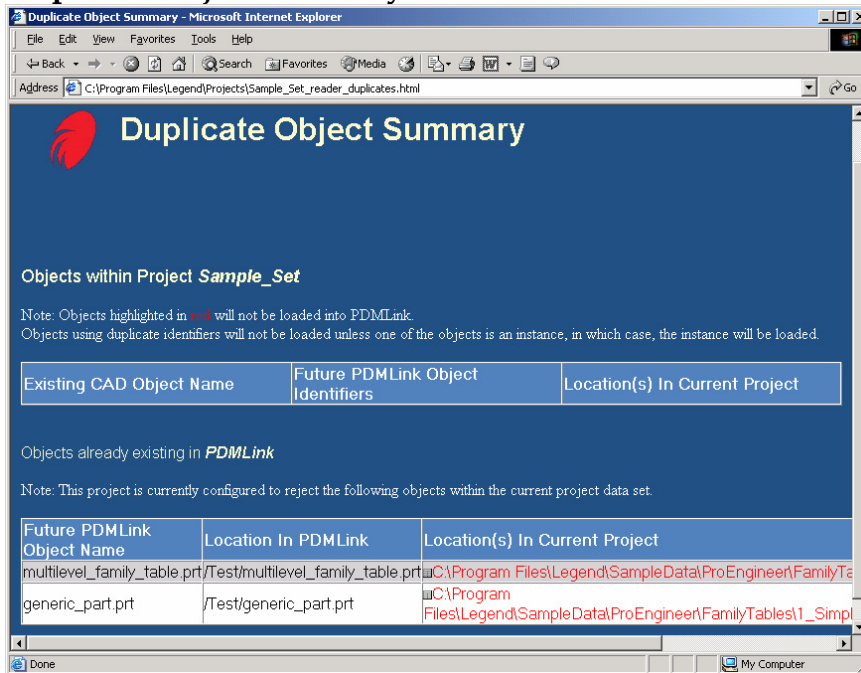 Duplicate Object Summary - Microsoft Internet Explorer
File Edit View Favorites Tools Help
Back Search Favorites Media
Address C:\Program Files\Legend\Projects\Sample_Set_reader_duplicates.html Go
Duplicate Object Summary
Objects within Project Sample_Set
Note: Objects highlighted in red will not be loaded into PDMLink.
Objects using duplicate identifiers will not be loaded unless one of the objects is an instance, in which case, the instance will be loaded.
Existing CAD Object Name Future PDMLink Object Identifiers Location(s) In Current Project
Objects already existing in PDMLink
Note: This project is currently configured to reject the following objects within the current project data set.
Future PDMLink Object Name Location In PDMLink Location(s) In Current Project
multilevel_family_table.prt /Test/multilevel_family_table.prt C:\Program Files\Legend\SampleData\ProEngineer\FamilyTa
generic_part.prt /Test/generic_part.prt C:\Program
Files\Legend\SampleData\ProEngineer\FamilyTables\1_Simpl
Done My Computer